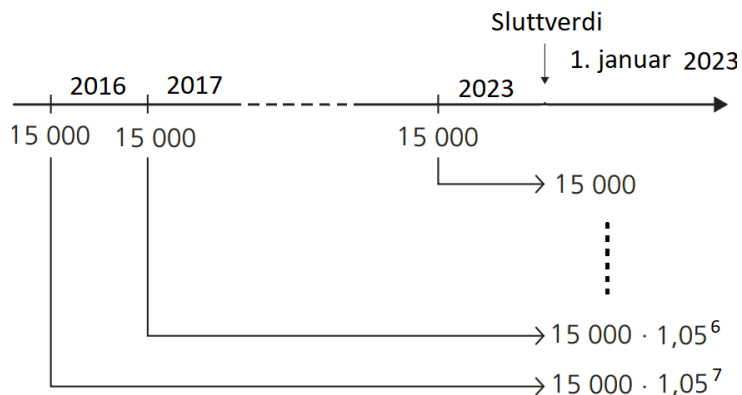 Sluttverdi
1. januar 2023
2016 2017 2023
15 000 15 000 15 000
15 000
15 000 · 1,05⁶
15 000 · 1,05⁷